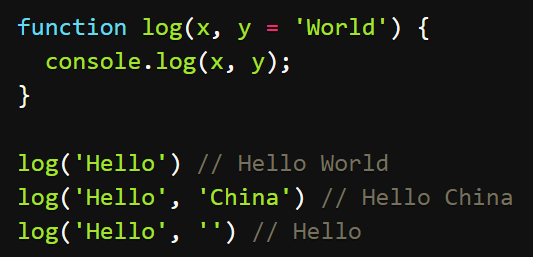 function log(x, y = 'World') {
  console.log(x, y);
}

log('Hello') // Hello World
log('Hello', 'China') // Hello China
log('Hello', '') // Hello